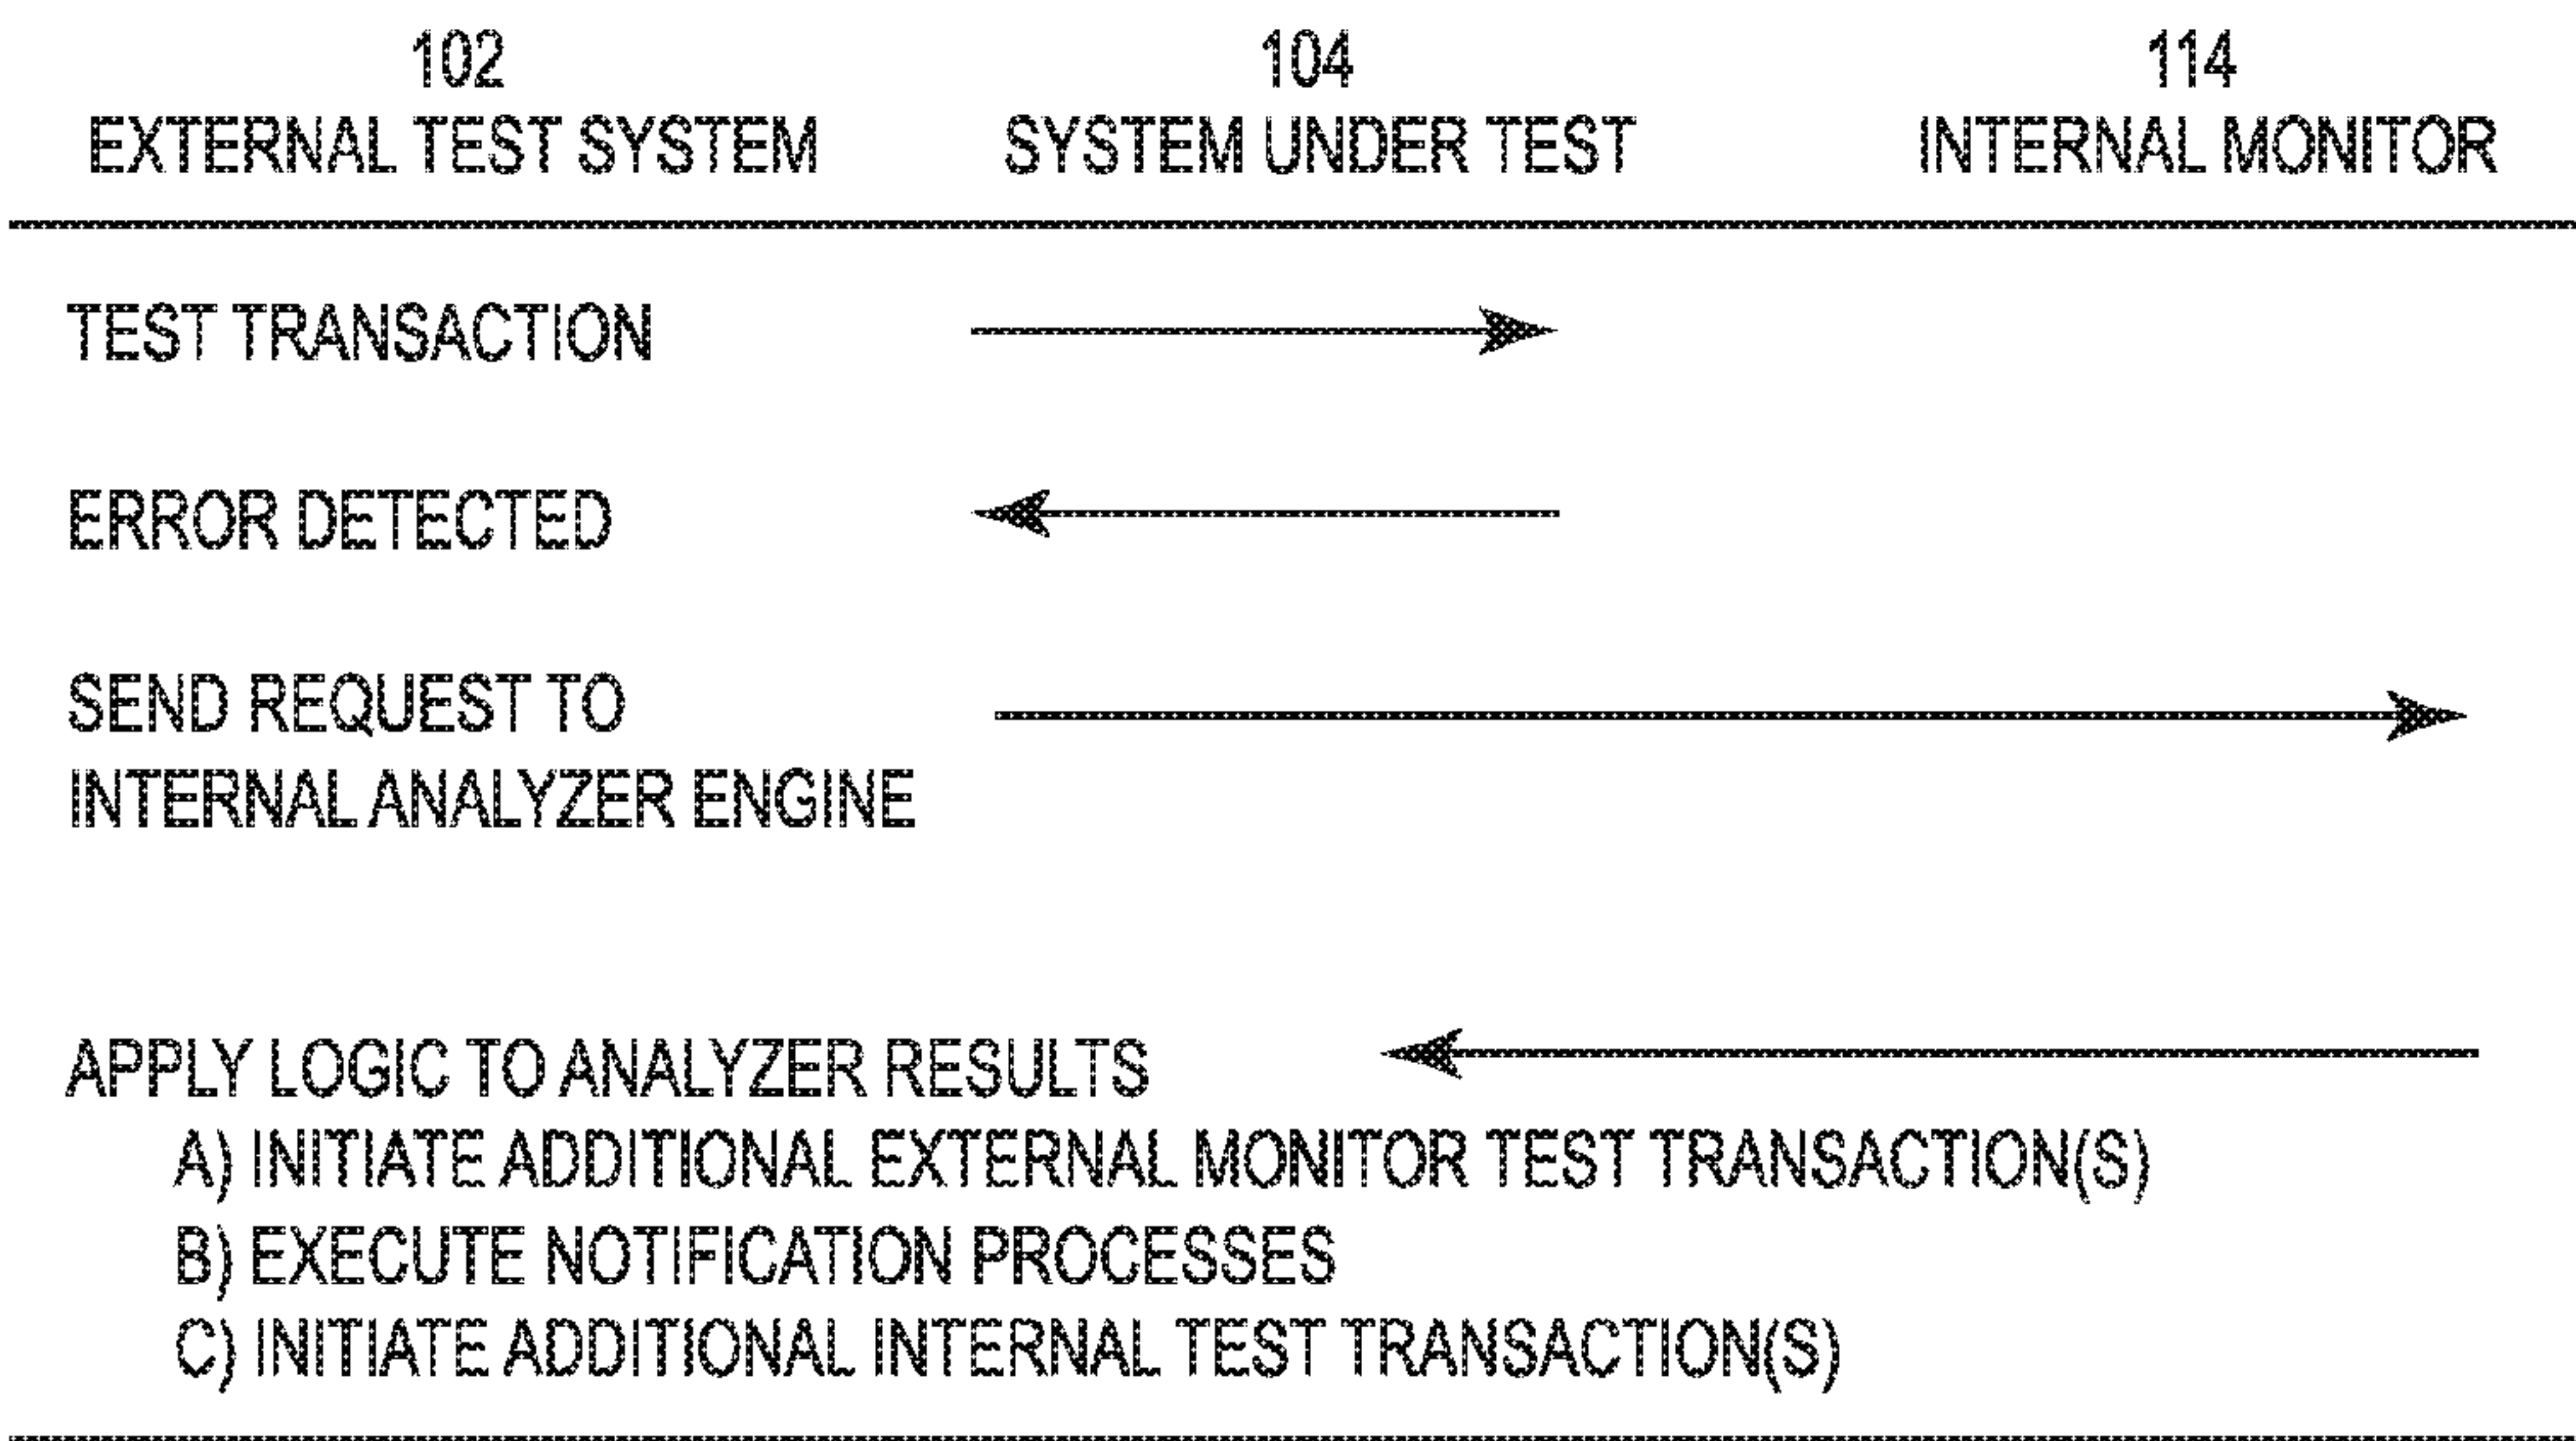 102 104 114
EXTERNAL TEST SYSTEM SYSTEM UNDER TEST INTERNAL MONITOR
TEST TRANSACTION
ERROR DETECTED
SEND REQUEST TO
INTERNAL ANALYZER ENGINE
APPLY LOGIC TO ANALYZER RESULTS
A) INITIATE ADDITIONAL EXTERNAL MONITOR TEST TRANSACTION(S)
B) EXECUTE NOTIFICATION PROCESSES
C) INITIATE ADDITIONAL INTERNAL TEST TRANSACTION(S)